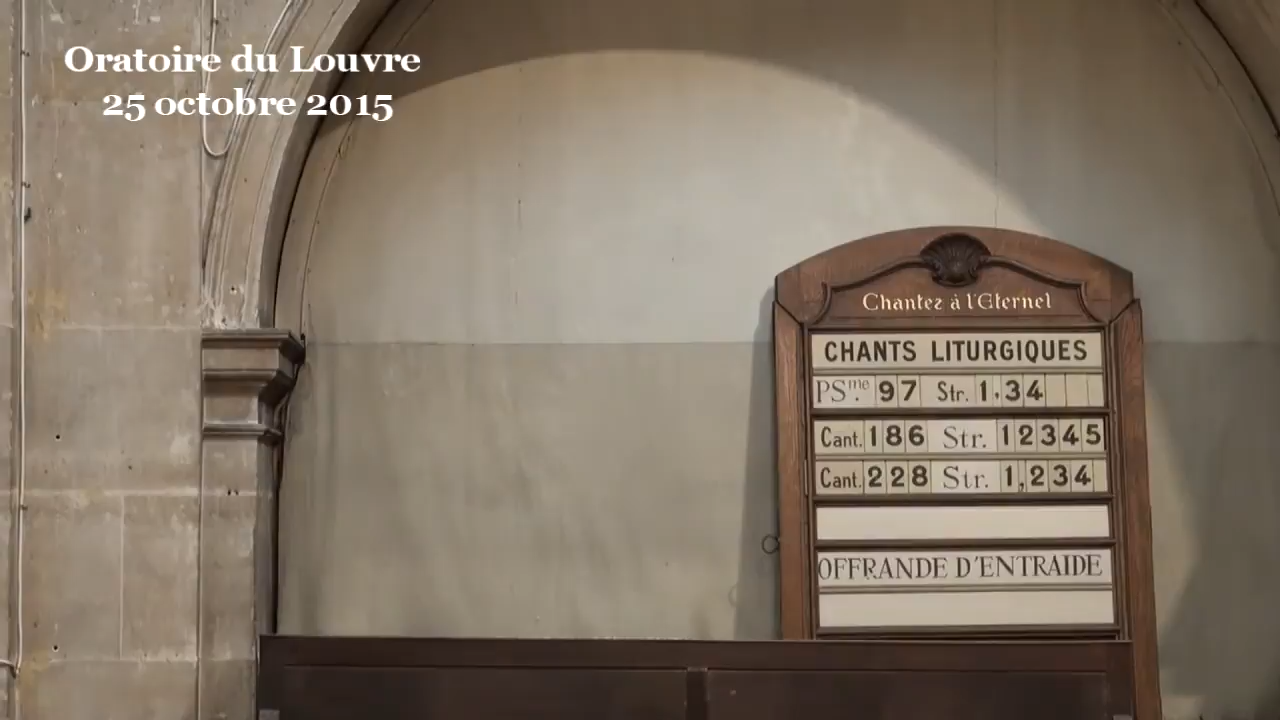 Oratoire du Louvre
25 octobre 2015
Chantez à l'Eternel
CHANTS LITURGIQUES
PSme. 97 Str. 1,34
Cant. 186 Str. 12345
Cant. 228 Str. 1,234
OFFRANDE D'ENTRAIDE